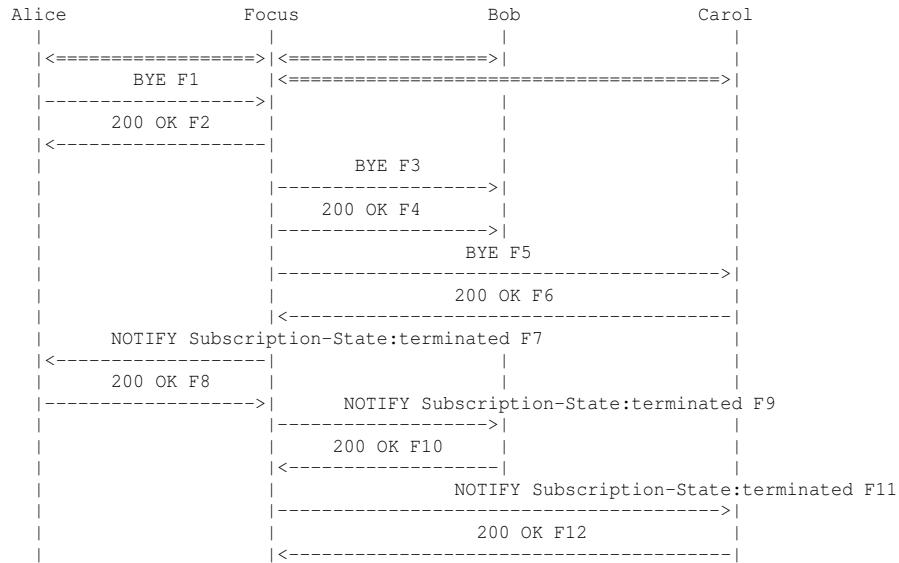 Alice Focus Bob Carol
BYE F1
200 OK F2
BYE F3
200 OK F4
BYE F5
200 OK F6
NOTIFY Subscription-State:terminated F7
200 OK F8
NOTIFY Subscription-State:terminated F9
200 OK F10
NOTIFY Subscription-State:terminated F11
200 OK F12